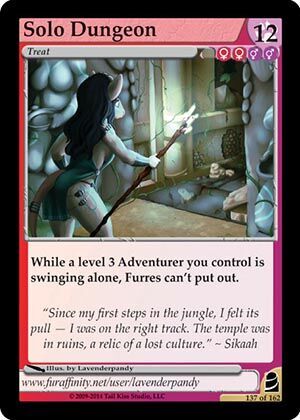 Solo Dungeon 12
Treat
While a level 3 Adventurer you control is
swinging alone, Furres can't put out.
"Since my first steps in the jungle, I felt its
pull — I was on the right track. The temple was
in ruins, a relic of a lost culture." ~ Sikaah
Illus. by Lavenderpandy
www.furaffinity.net/user/lavenderpandy
© 2009-2014 Tail Kiss Studio, LLC
137 of 162